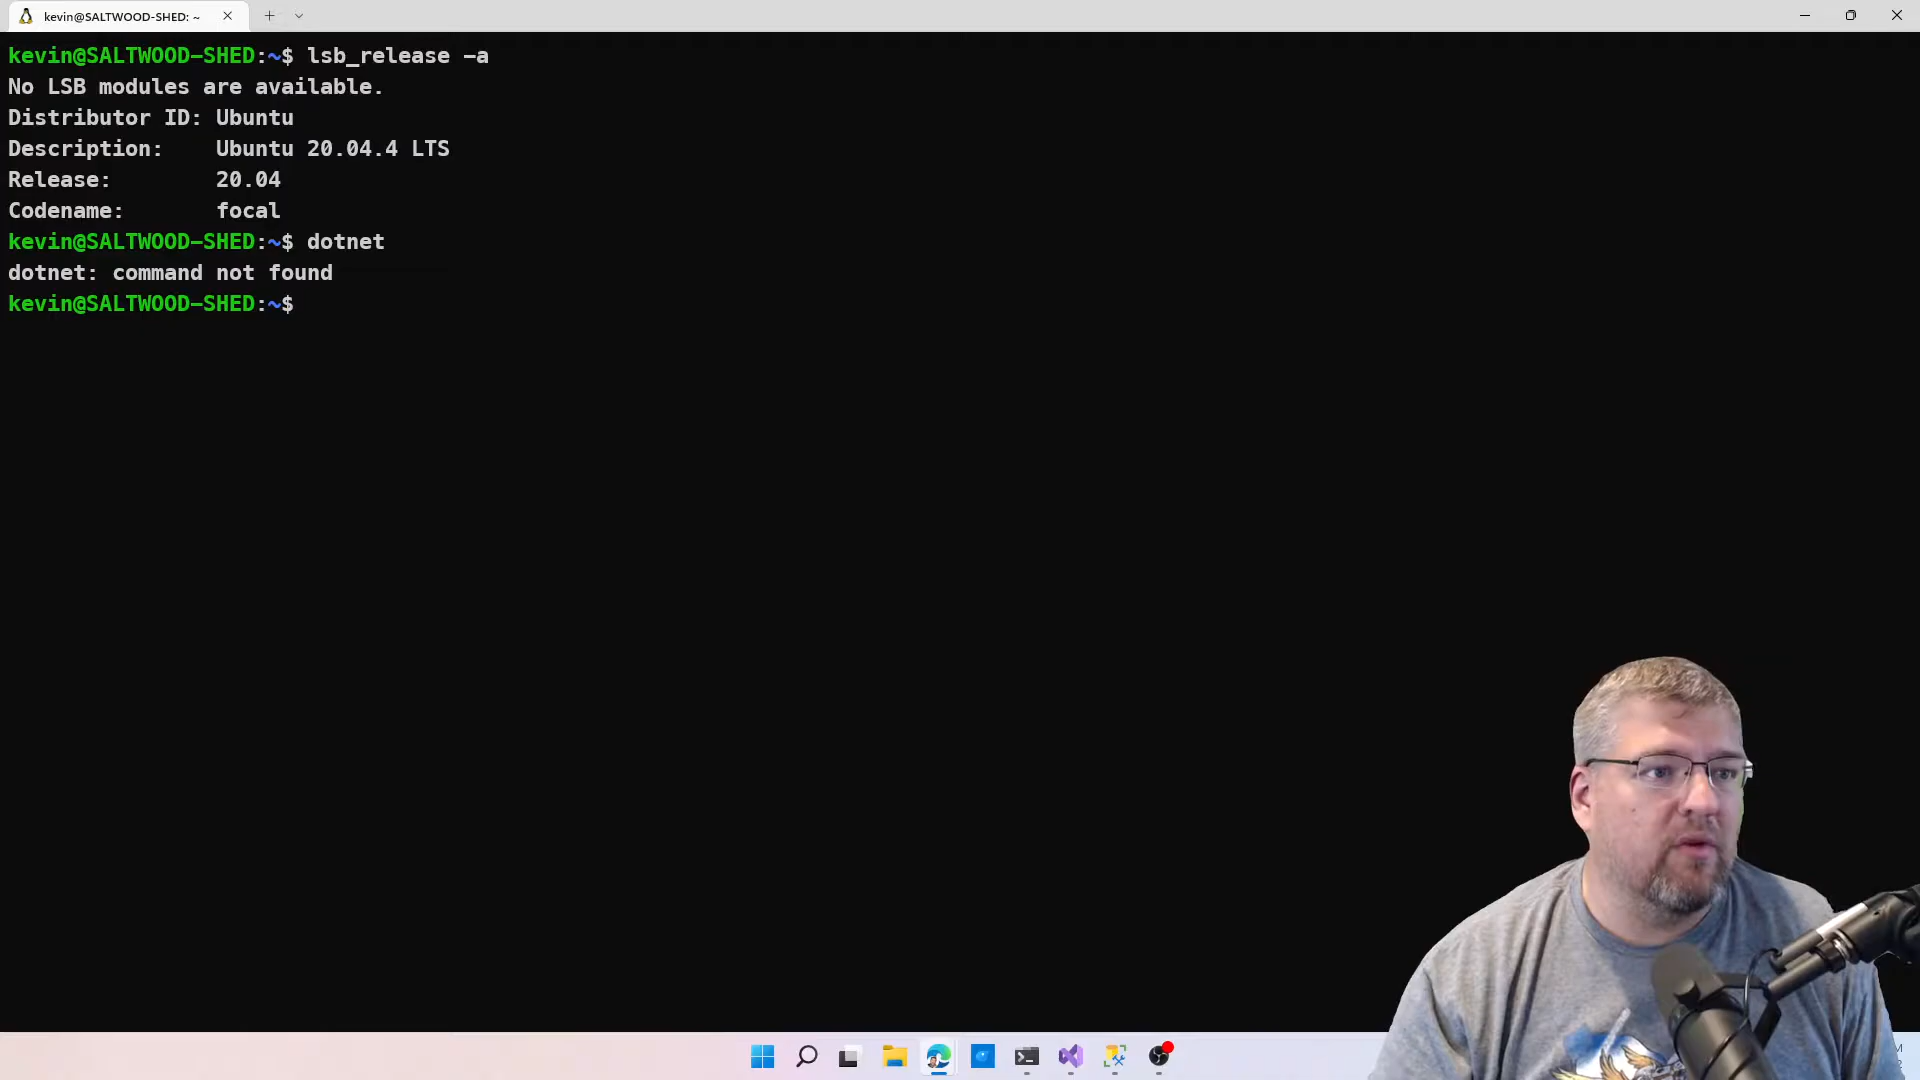 kevin@SALTWOOD-SHED: ~
kevin@SALTWOOD-SHED:~$ lsb_release -a
No LSB modules are available.
Distributor ID: Ubuntu
Description:    Ubuntu 20.04.4 LTS
Release:        20.04
Codename:       focal
kevin@SALTWOOD-SHED:~$ dotnet
dotnet: command not found
kevin@SALTWOOD-SHED:~$